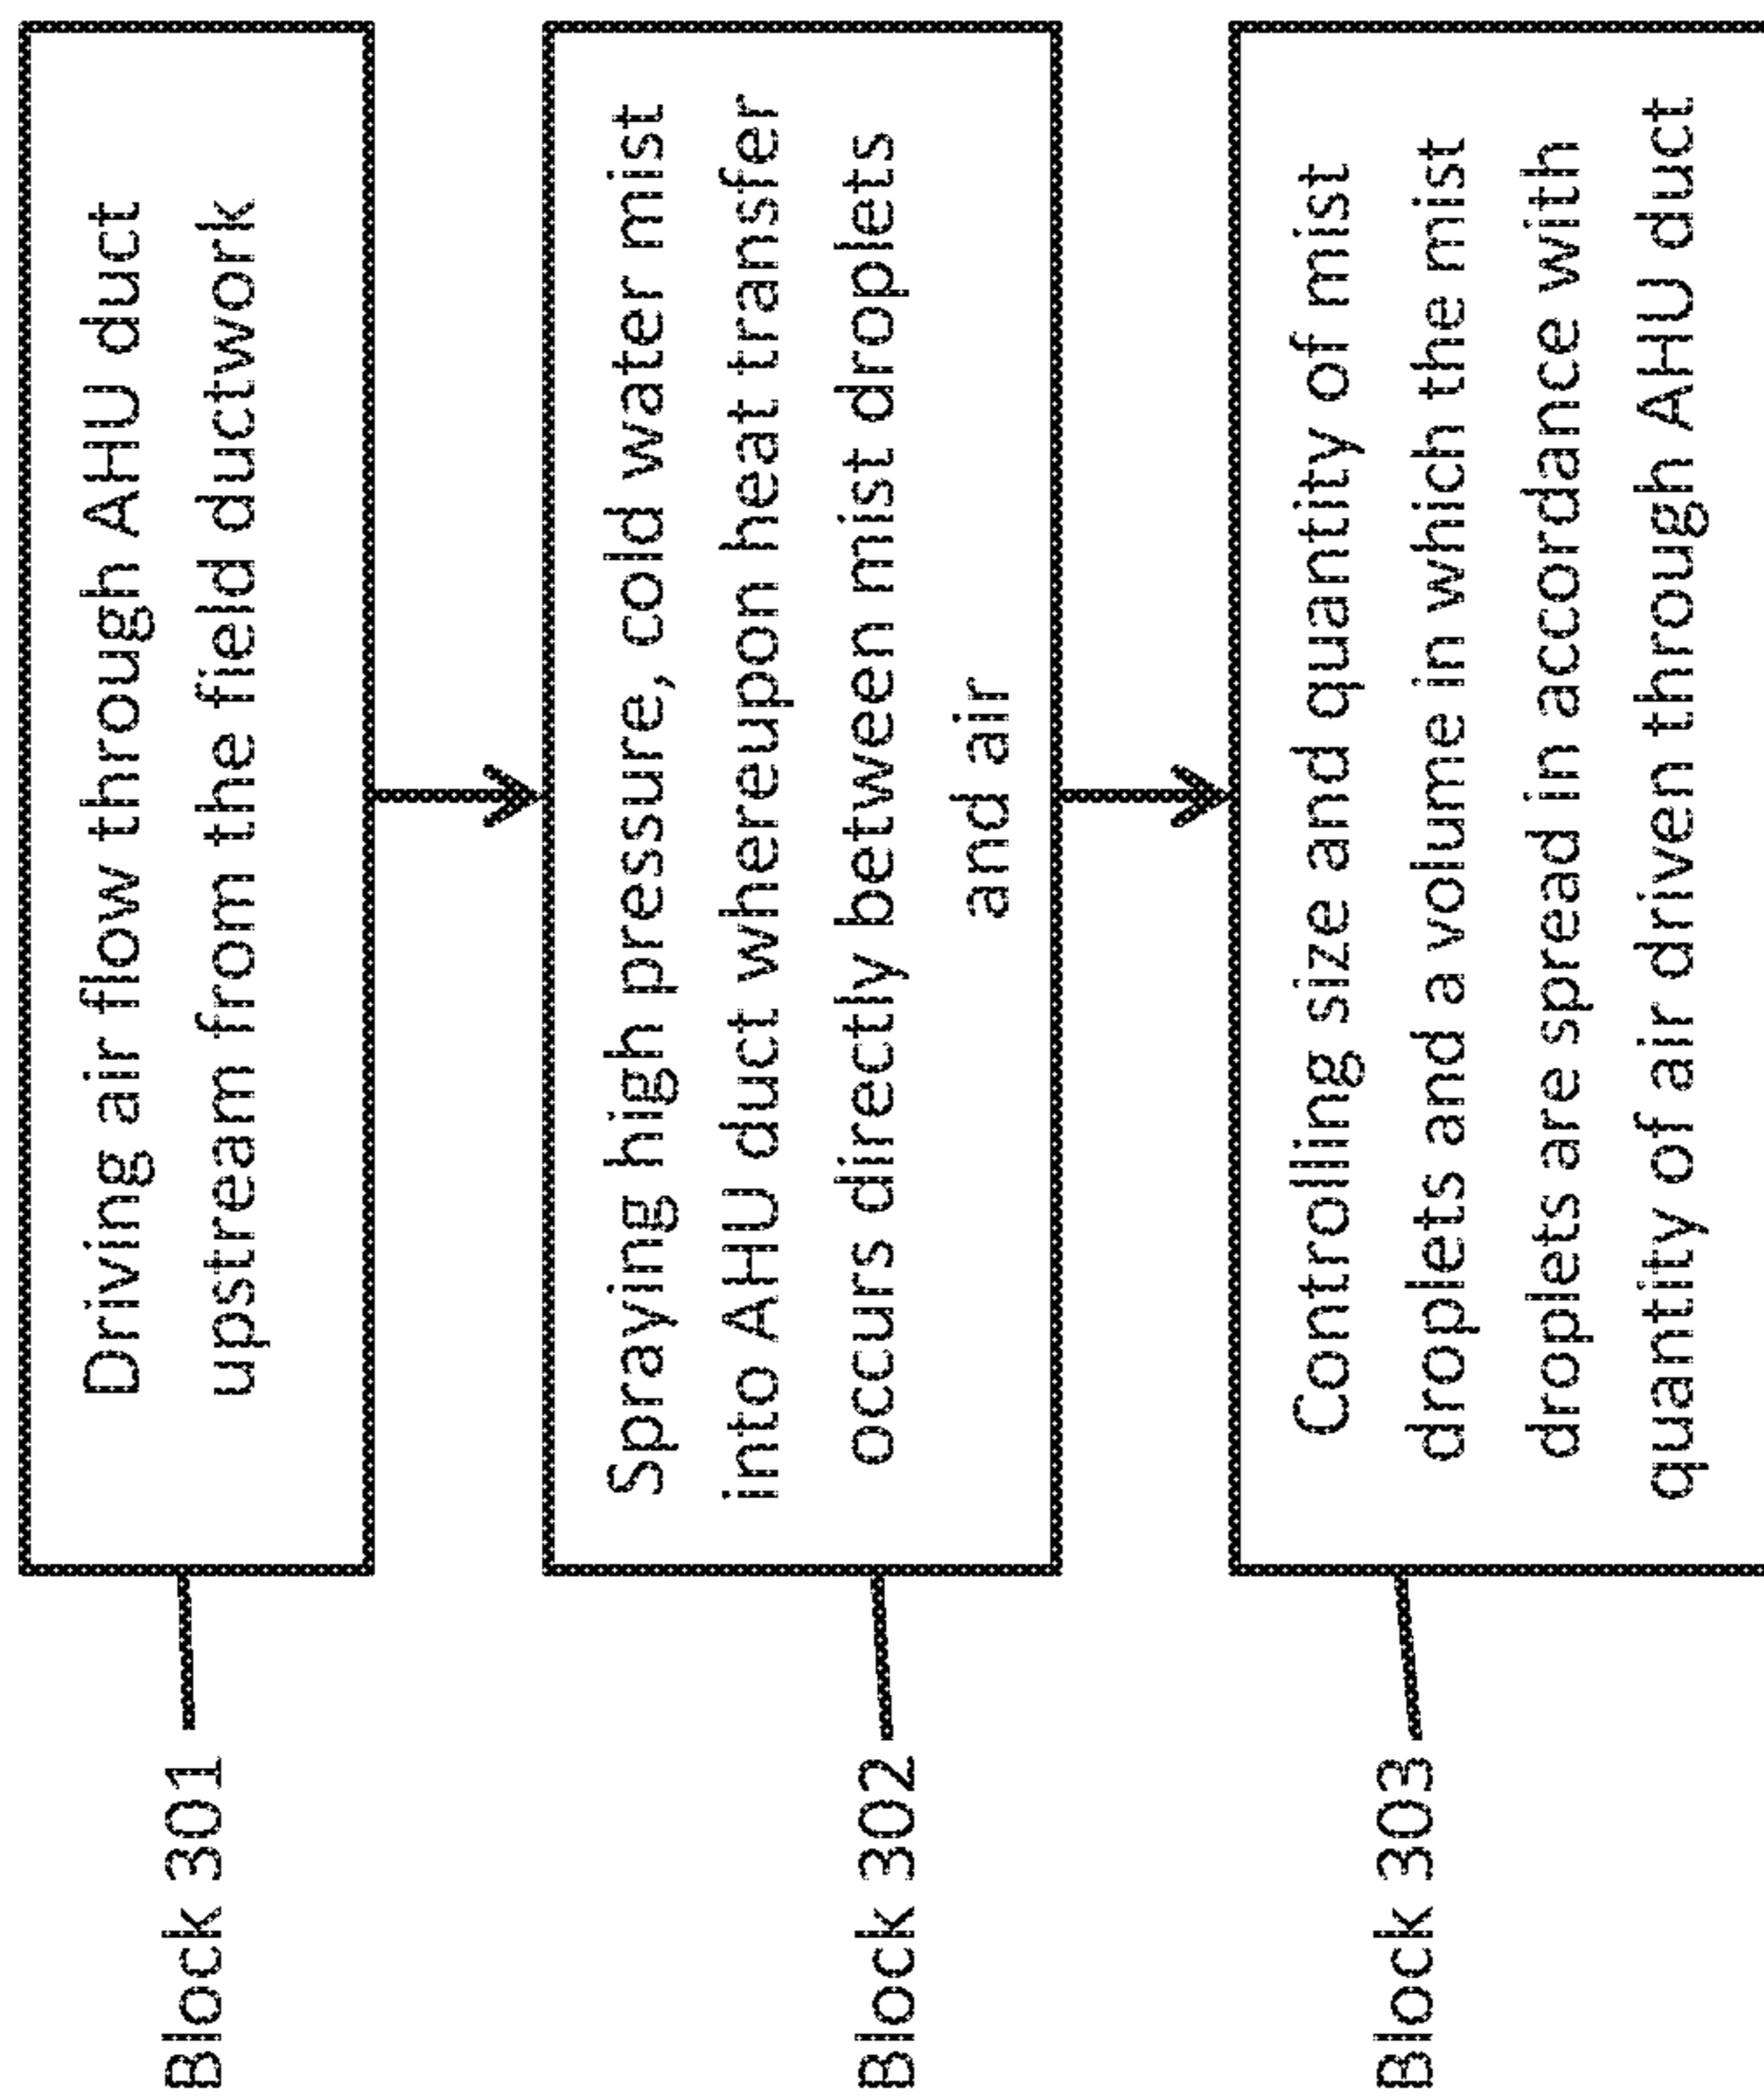 Block 301
Driving air flow through AHU duct
upstream from the field ductwork
Block 302
Spraying high pressure, cold water mist
into AHU duct whereupon heat transfer
occurs directly between mist droplets
and air
Block 303
Controlling size and quantity of mist
droplets and a volume in which the mist
droplets are spread in accordance with
quantity of air driven through AHU duct